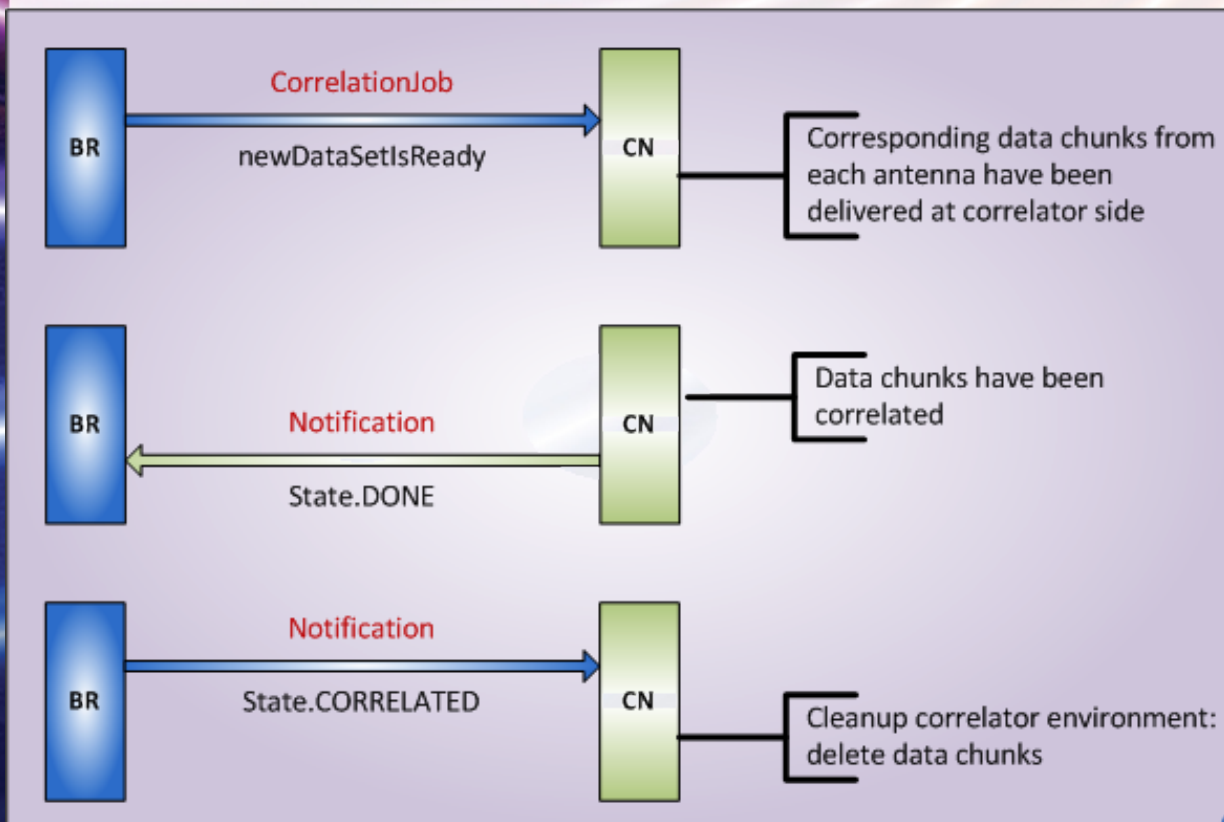 CorrelationJob
BR
newDataSetIsReady
CN
Corresponding data chunks from
each antenna have been
delivered at correlator side
BR
Notification
State.DONE
CN
Data chunks have been
correlated
BR
Notification
State.CORRELATED
CN
Cleanup correlator environment:
delete data chunks